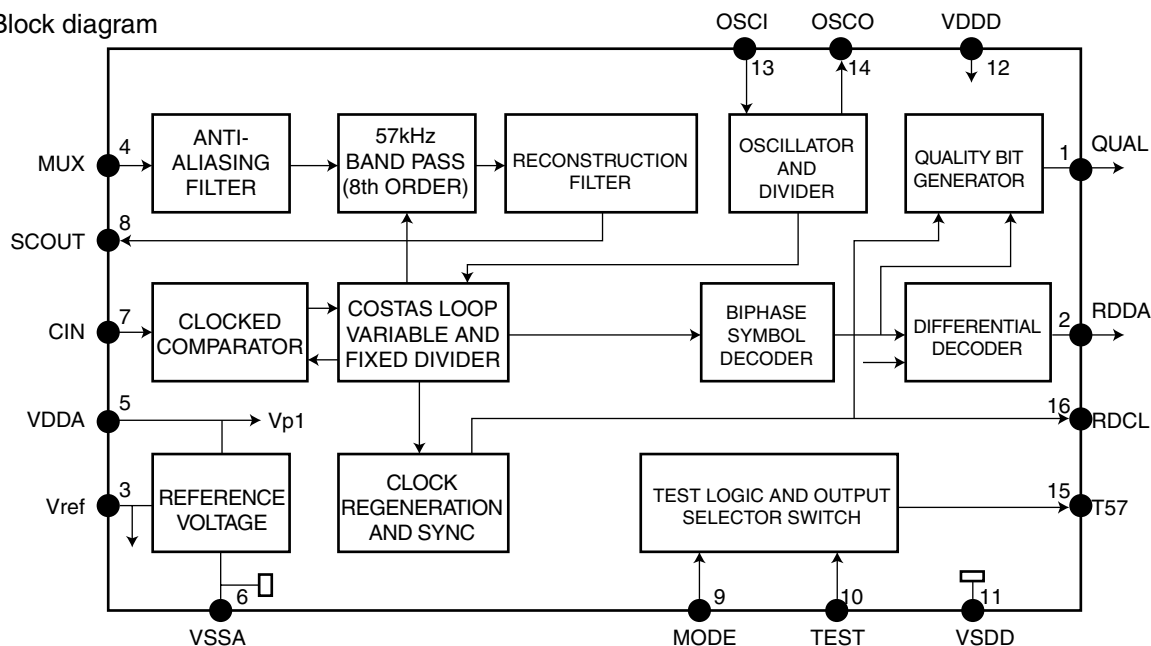 Block diagram
OSCI
OSCO
VDDD
13
14
12
MUX
4
ANTI-
ALIASING
FILTER
57kHz
BAND PASS
(8th ORDER)
RECONSTRUCTION
FILTER
OSCILLATOR
AND
DIVIDER
QUALITY BIT
GENERATOR
1
QUAL
SCOUT
8
CIN
7
CLOCKED
COMPARATOR
COSTAS LOOP
VARIABLE AND
FIXED DIVIDER
BIPHASE
SYMBOL
DECODER
DIFFERENTIAL
DECODER
2
RDDA
VDDA
5
Vp1
16
RDCL
Vref
3
REFERENCE
VOLTAGE
CLOCK
REGENERATION
AND SYNC
TEST LOGIC AND OUTPUT
SELECTOR SWITCH
15
T57
6
9
10
11
VSSA
MODE
TEST
VSDD